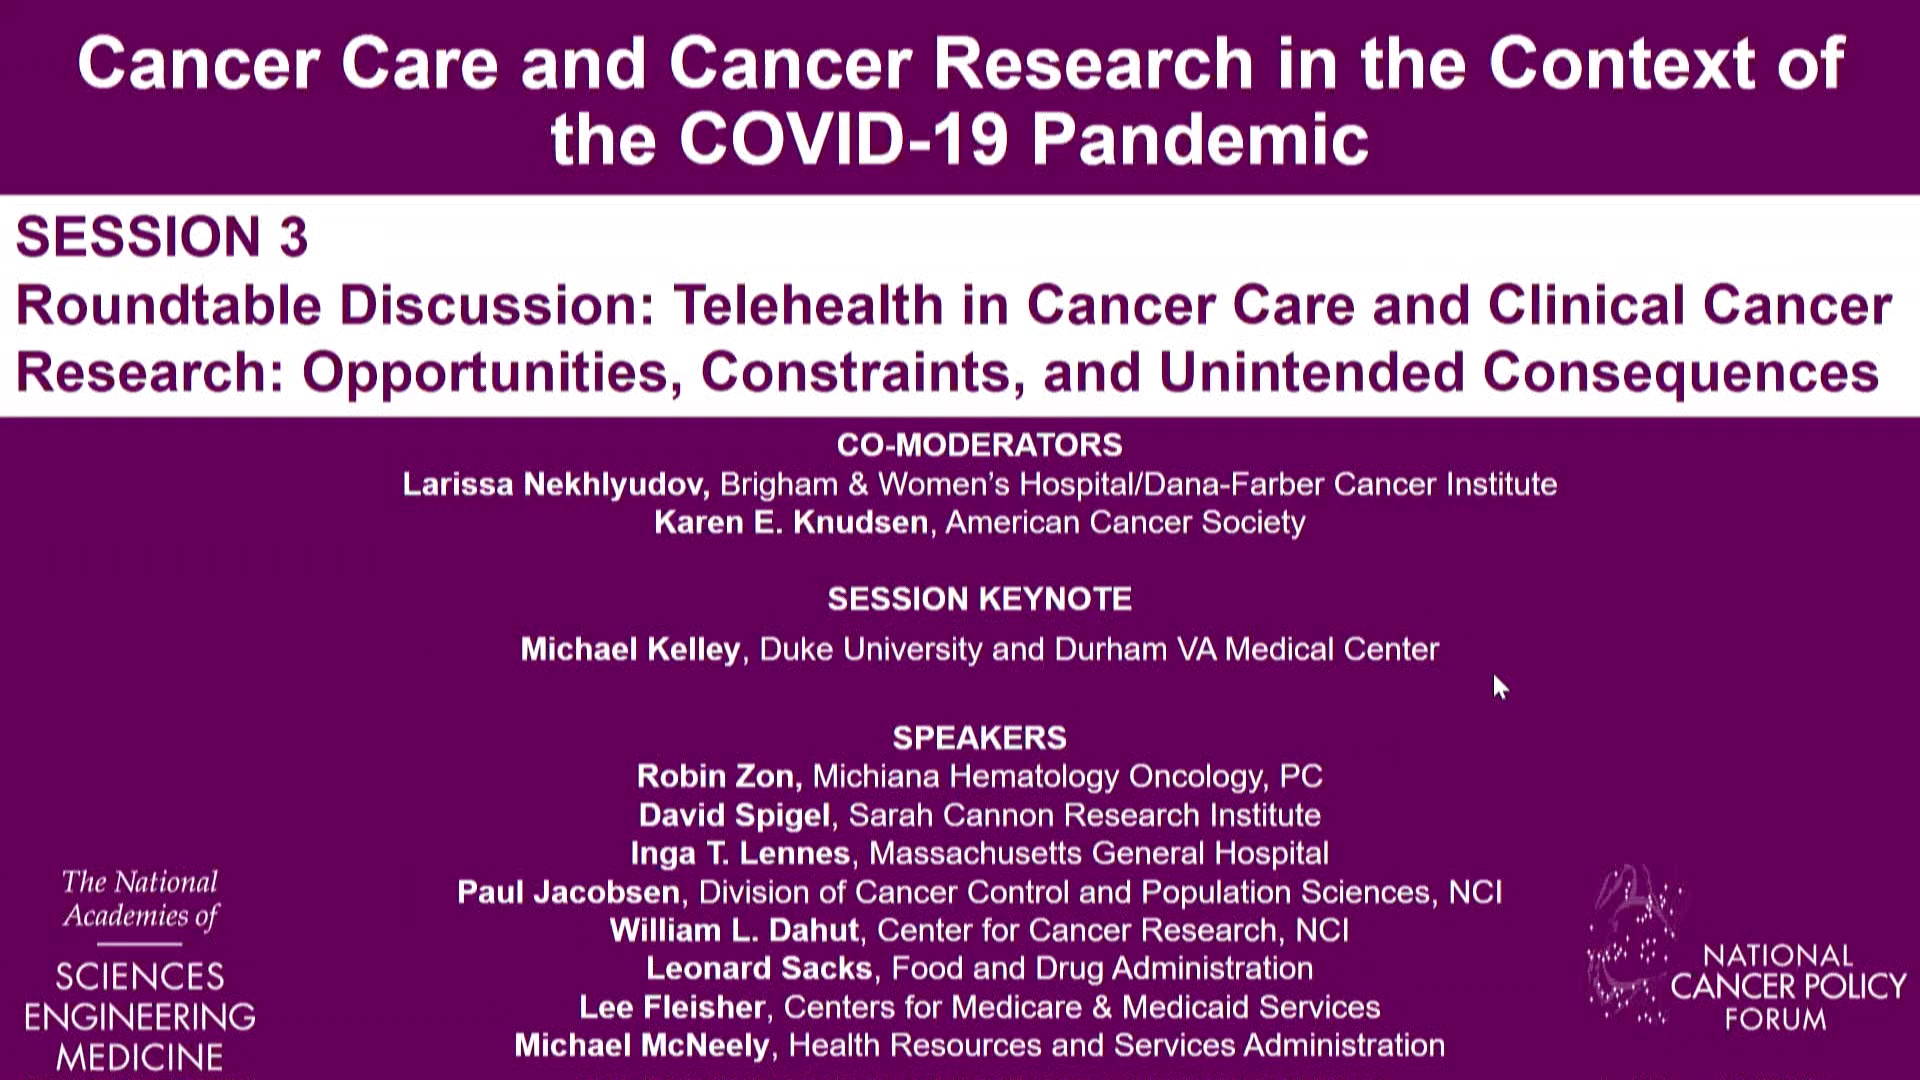 Cancer Care and Cancer Research in the Context of
the COVID-19 Pandemic
SESSION 3
Roundtable Discussion: Telehealth in Cancer Care and Clinical Cancer
Research: Opportunities, Constraints, and Unintended Consequences
CO-MODERATORS
Larissa Nekhlyudov, Brigham & Women’s Hospital/Dana-Farber Cancer Institute
Karen E. Knudsen, American Cancer Society
SESSION KEYNOTE
Michael Kelley, Duke University and Durham VA Medical Center
SPEAKERS
Robin Zon, Michiana Hematology Oncology, PC
David Spigel, Sarah Cannon Research Institute
Inga T. Lennes, Massachusetts General Hospital
Paul Jacobsen, Division of Cancer Control and Population Sciences, NCI
William L. Dahut, Center for Cancer Research, NCI
Leonard Sacks, Food and Drug Administration
Lee Fleisher, Centers for Medicare & Medicaid Services
Michael McNeely, Health Resources and Services Administration
The National
Academies of
SCIENCES
ENGINEERING
MEDICINE
NATIONAL
CANCER POLICY
FORUM